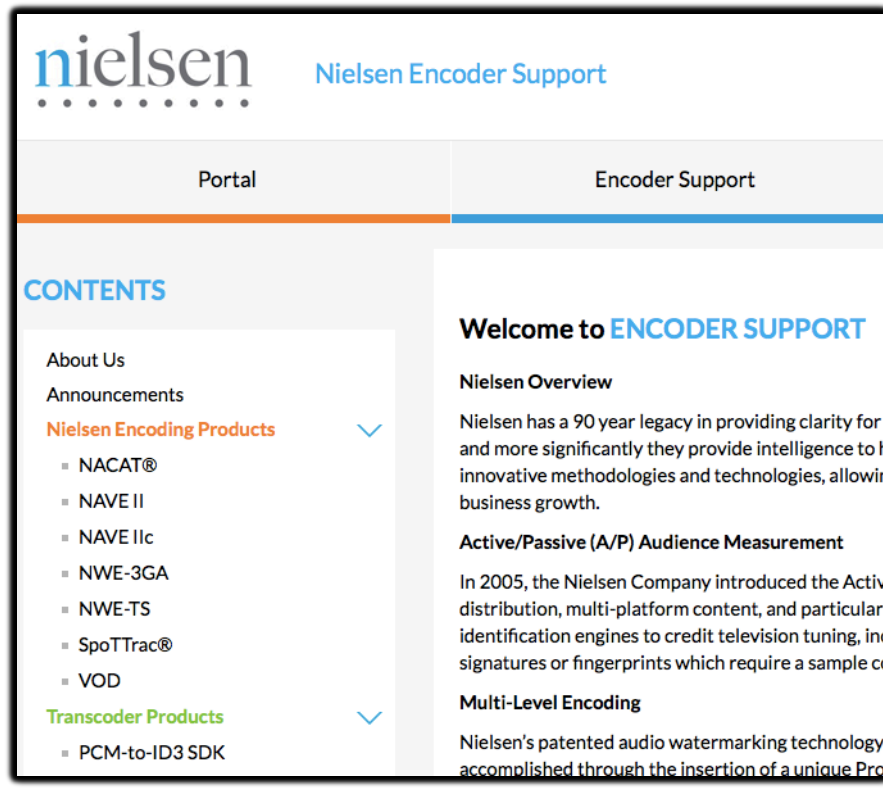 nielsen
Nielsen Encoder Support
Portal
Encoder Support
CONTENTS
About Us
Announcements
Nielsen Encoding Products
NACAT®
NAVE II
NAVE IIc
NWE-3GA
NWE-TS
SpoTTrac®
VOD
Transcoder Products
PCM-to-ID3 SDK
Welcome to ENCODER SUPPORT
Nielsen Overview
Nielsen has a 90 year legacy in providing clarity for
and more significantly they provide intelligence to
innovative methodologies and technologies,
business growth.
Active/Passive (A/P) Audience Measurement
In 2005, the Nielsen Company introduced the
distribution, multi-platform content, and
identification engines to credit television tuning,
signatures or fingerprints which require a sample
Multi-Level Encoding
Nielsen's patented audio watermarking technology
accomplished through the insertion of a unique